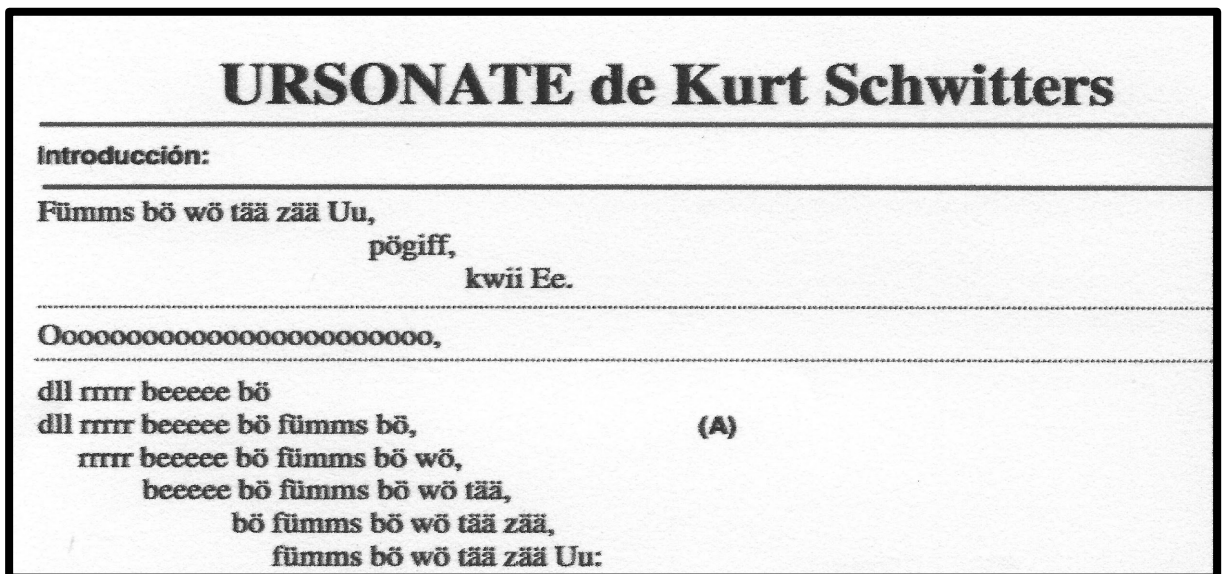 URSONATE de Kurt Schwitters
Introducción:
Fümms bö wö tää zää Uu,
pögiff,
kwii Ee.
Oooooooooooooooooooooooo,
dll rrrrr beeeee bö
dll rrrrr beeeee bö fümms bö, (A)
rrrrr beeeee bö fümms bö wö,
beeeee bö fümms bö wö tää,
bö fümms bö wö tää zää,
fümms bö wö tää zää Uu: